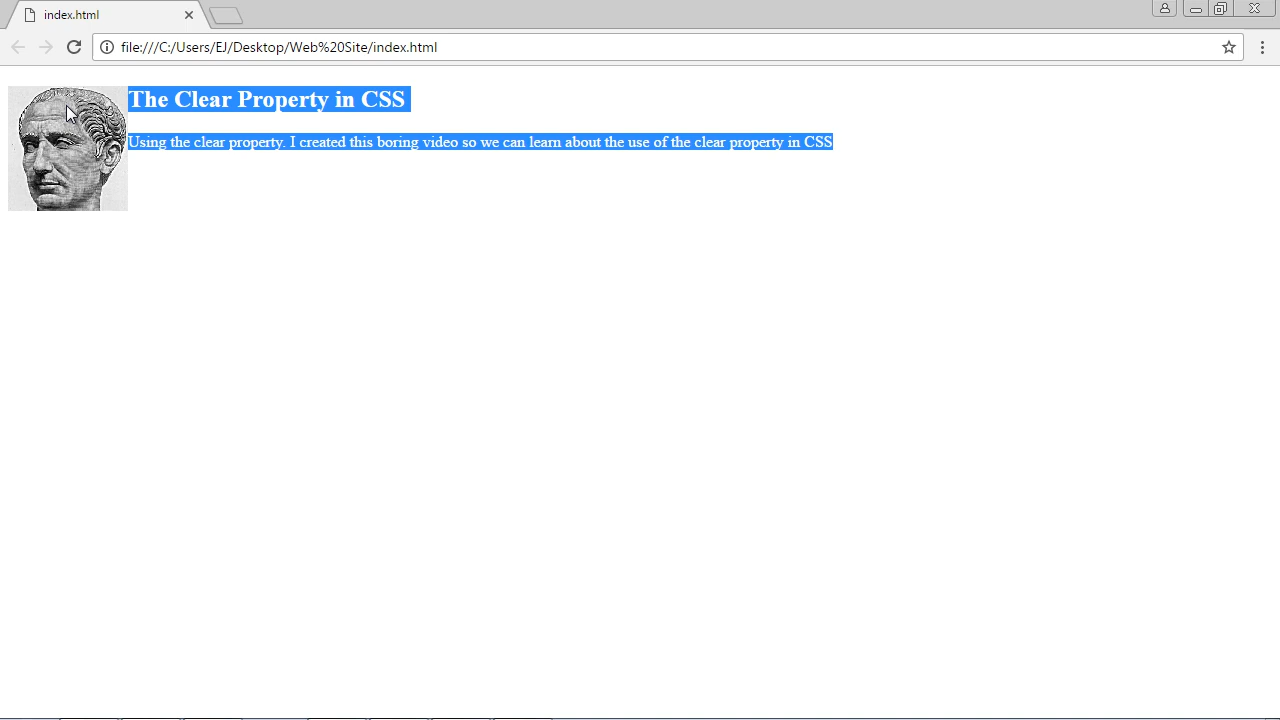 index.html
file:///C:/Users/EJ/Desktop/Web%20Site/index.html
The Clear Property in CSS
Using the clear property. I created this boring video so we can learn about the use of the clear property in CSS